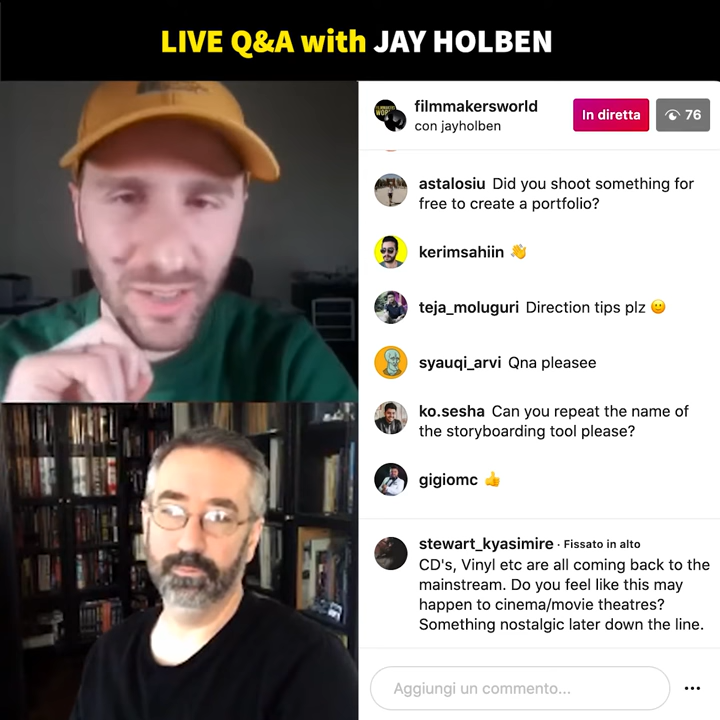 LIVE Q&A with JAY HOLBEN
filmmakersworld
con jayholben
In diretta
76
astalosiu Did you shoot something for
free to create a portfolio?
kerimsahiin 👋
teja_moluguri Direction tips plz 🙂
syauqi_arvi Qna pleasee
ko.sesha Can you repeat the name of
the storyboarding tool please?
gigiomc 👍
stewart_kyasimire · Fissato in alto
CD's, Vinyl etc are all coming back to the
mainstream. Do you feel like this may
happen to cinema/movie theatres?
Something nostalgic later down the line.
Aggiungi un commento...